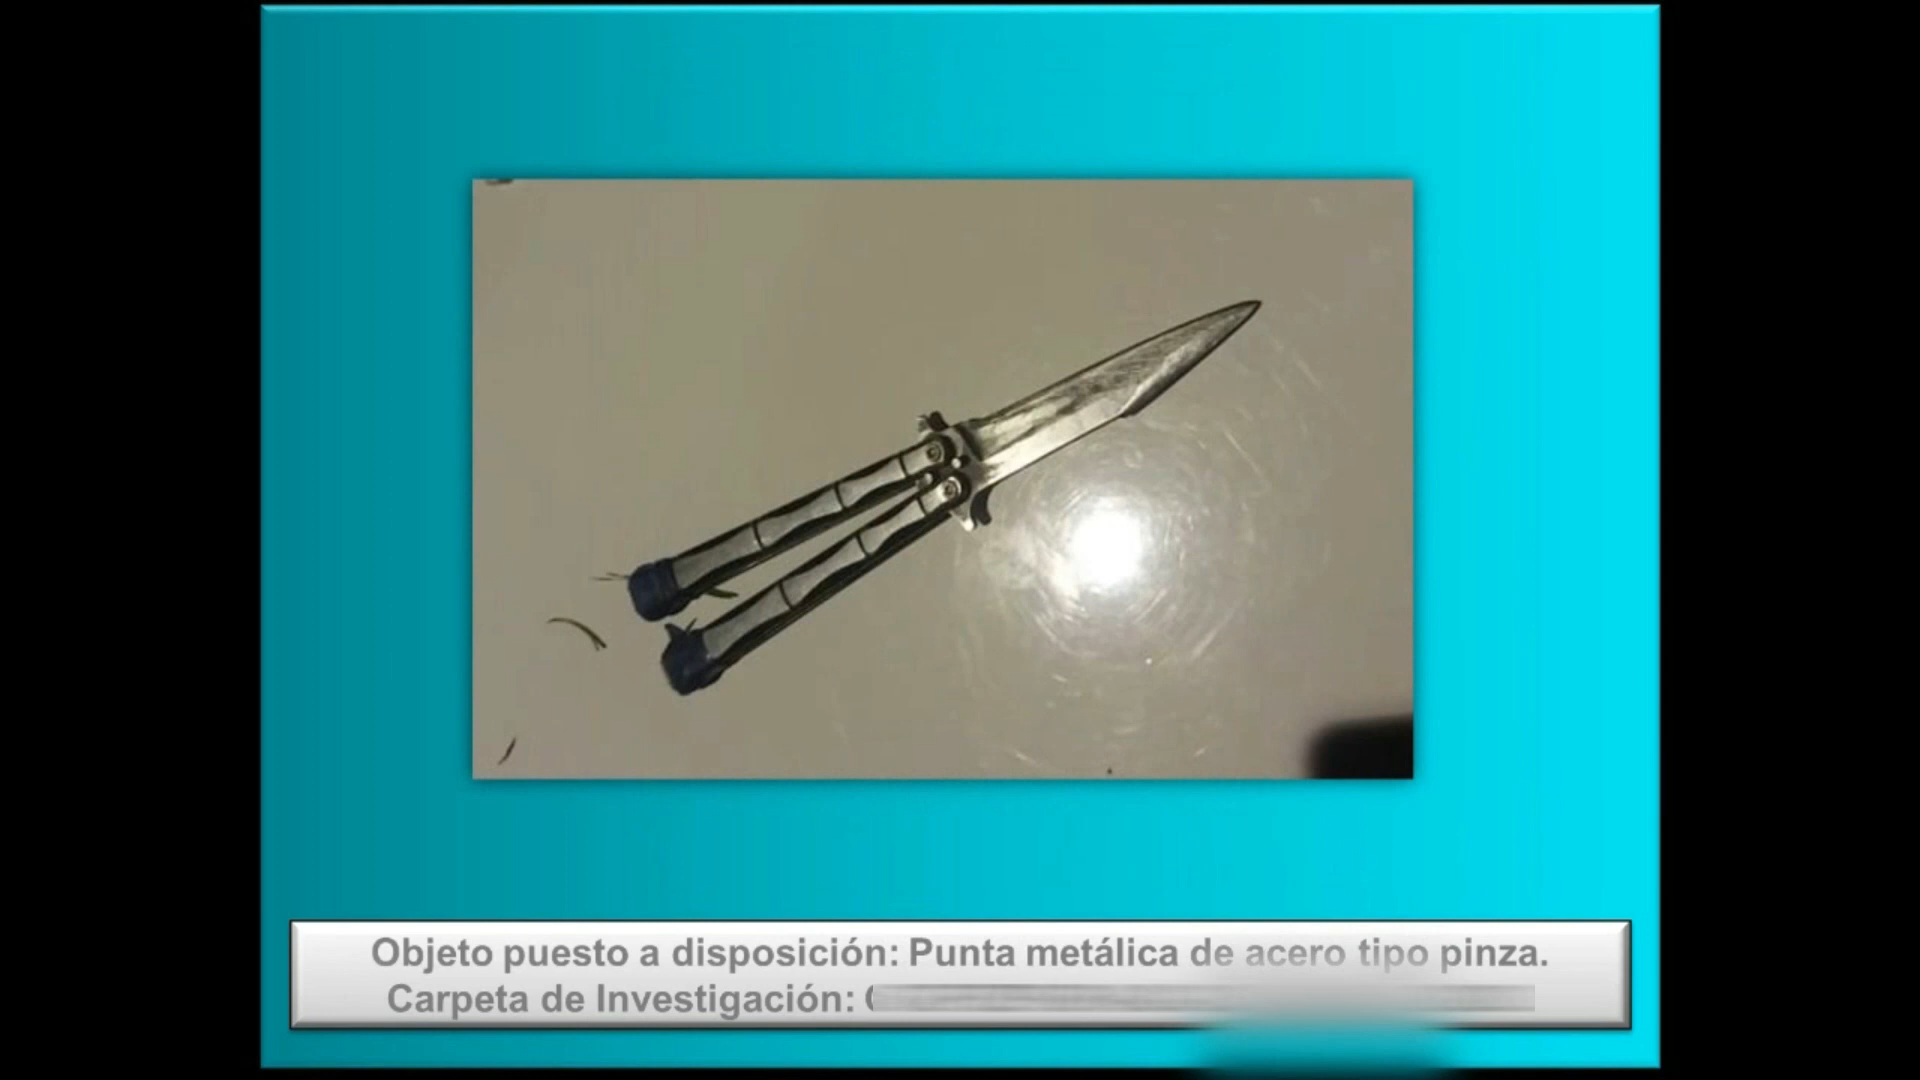 Objeto puesto a disposición: Punta metálica de acero tipo pinza.
Carpeta de Investigación: